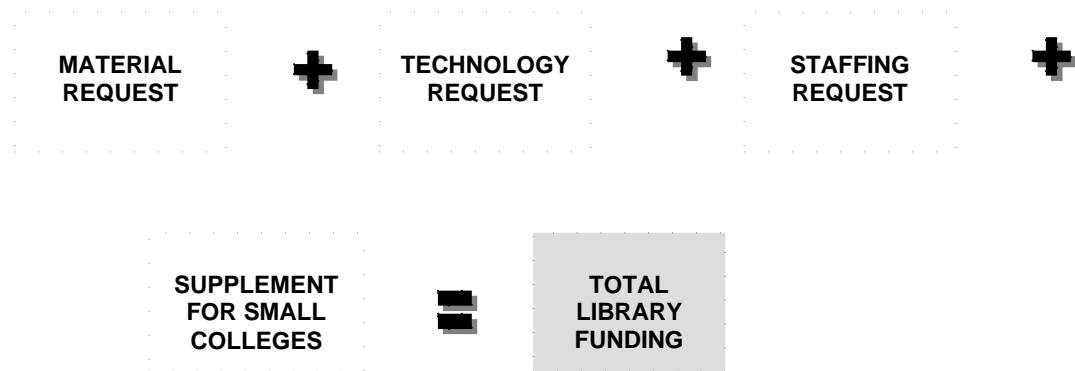 MATERIAL
REQUEST
+
TECHNOLOGY
REQUEST
+
STAFFING
REQUEST
+
SUPPLEMENT
FOR SMALL
COLLEGES
=
TOTAL
LIBRARY
FUNDING